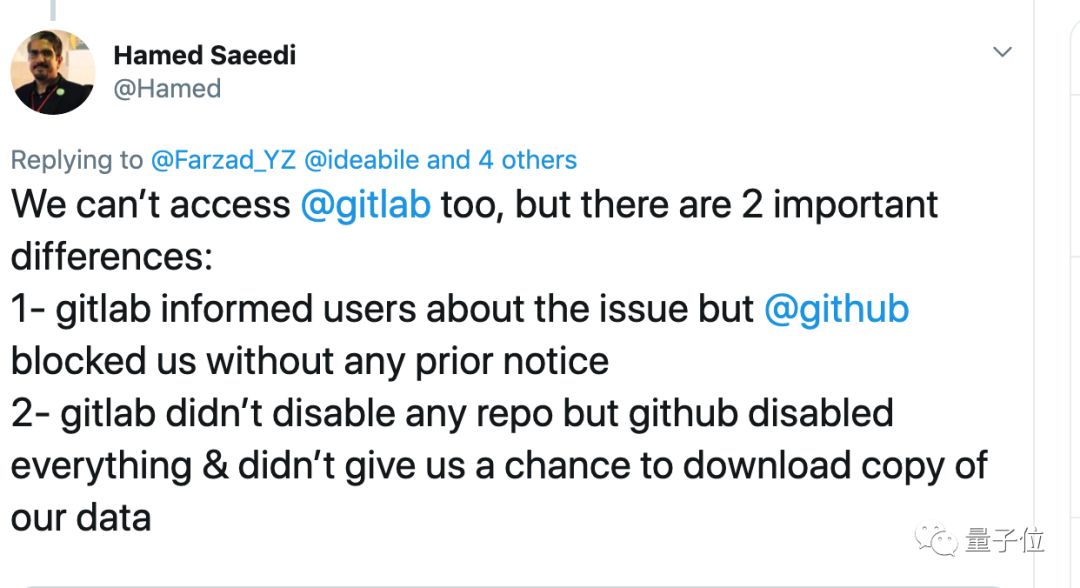 Hamed Saeedi
@Hamed
Replying to @Farzad_YZ @ideabile and 4 others
We can’t access @gitlab too, but there are 2 important
differences:
1- gitlab informed users about the issue but @github
blocked us without any prior notice
2- gitlab didn’t disable any repo but github disabled
everything & didn’t give us a chance to download copy of
our data
量子位